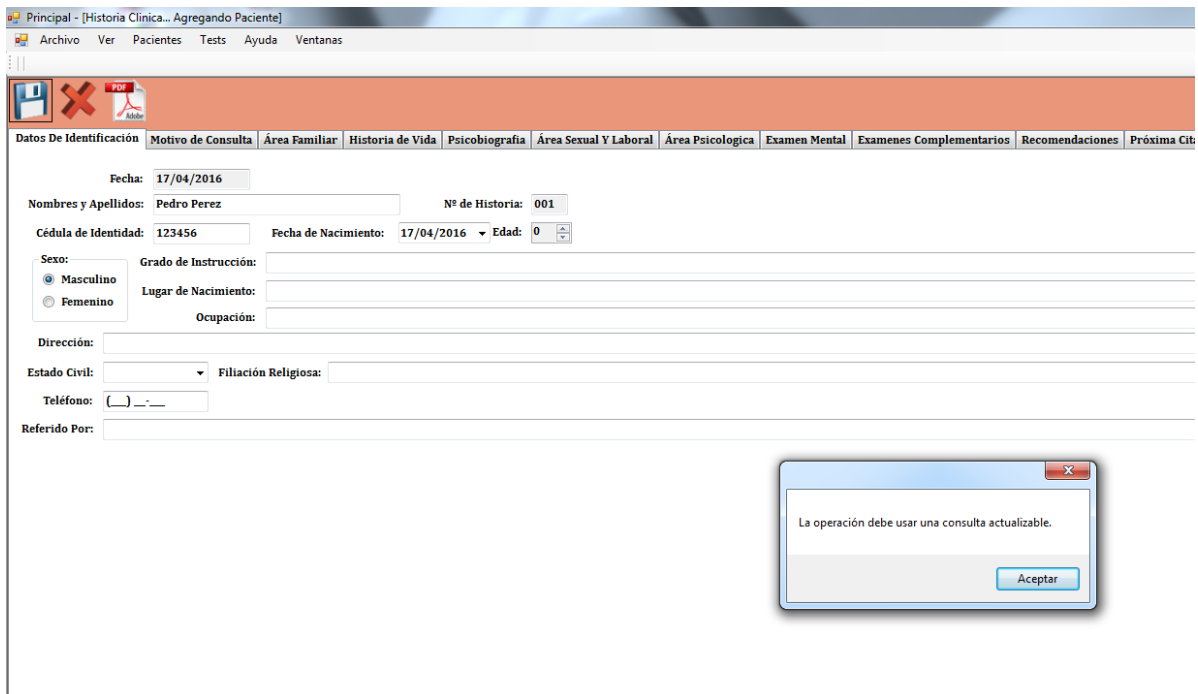 Principal - [Historia Clinica... Agregando Paciente]
Archivo Ver Pacientes Tests Ayuda Ventanas
PDF
Adobe
Datos De Identificación Motivo de Consulta Área Familiar Historia de Vida Psicobiografia Área Sexual Y Laboral Área Psicologica Examen Mental Examenes Complementarios Recomendaciones Próxima Cita
Fecha: 17/04/2016
Nombres y Apellidos: Pedro Perez Nº de Historia: 001
Cédula de Identidad: 123456 Fecha de Nacimiento: 17/04/2016 Edad: 0
Sexo:
Masculino
Femenino
Grado de Instrucción:
Lugar de Nacimiento:
Ocupación:
Dirección:
Estado Civil: Filiación Religiosa:
Teléfono: (__) __-__
Referido Por:
La operación debe usar una consulta actualizable.
Aceptar